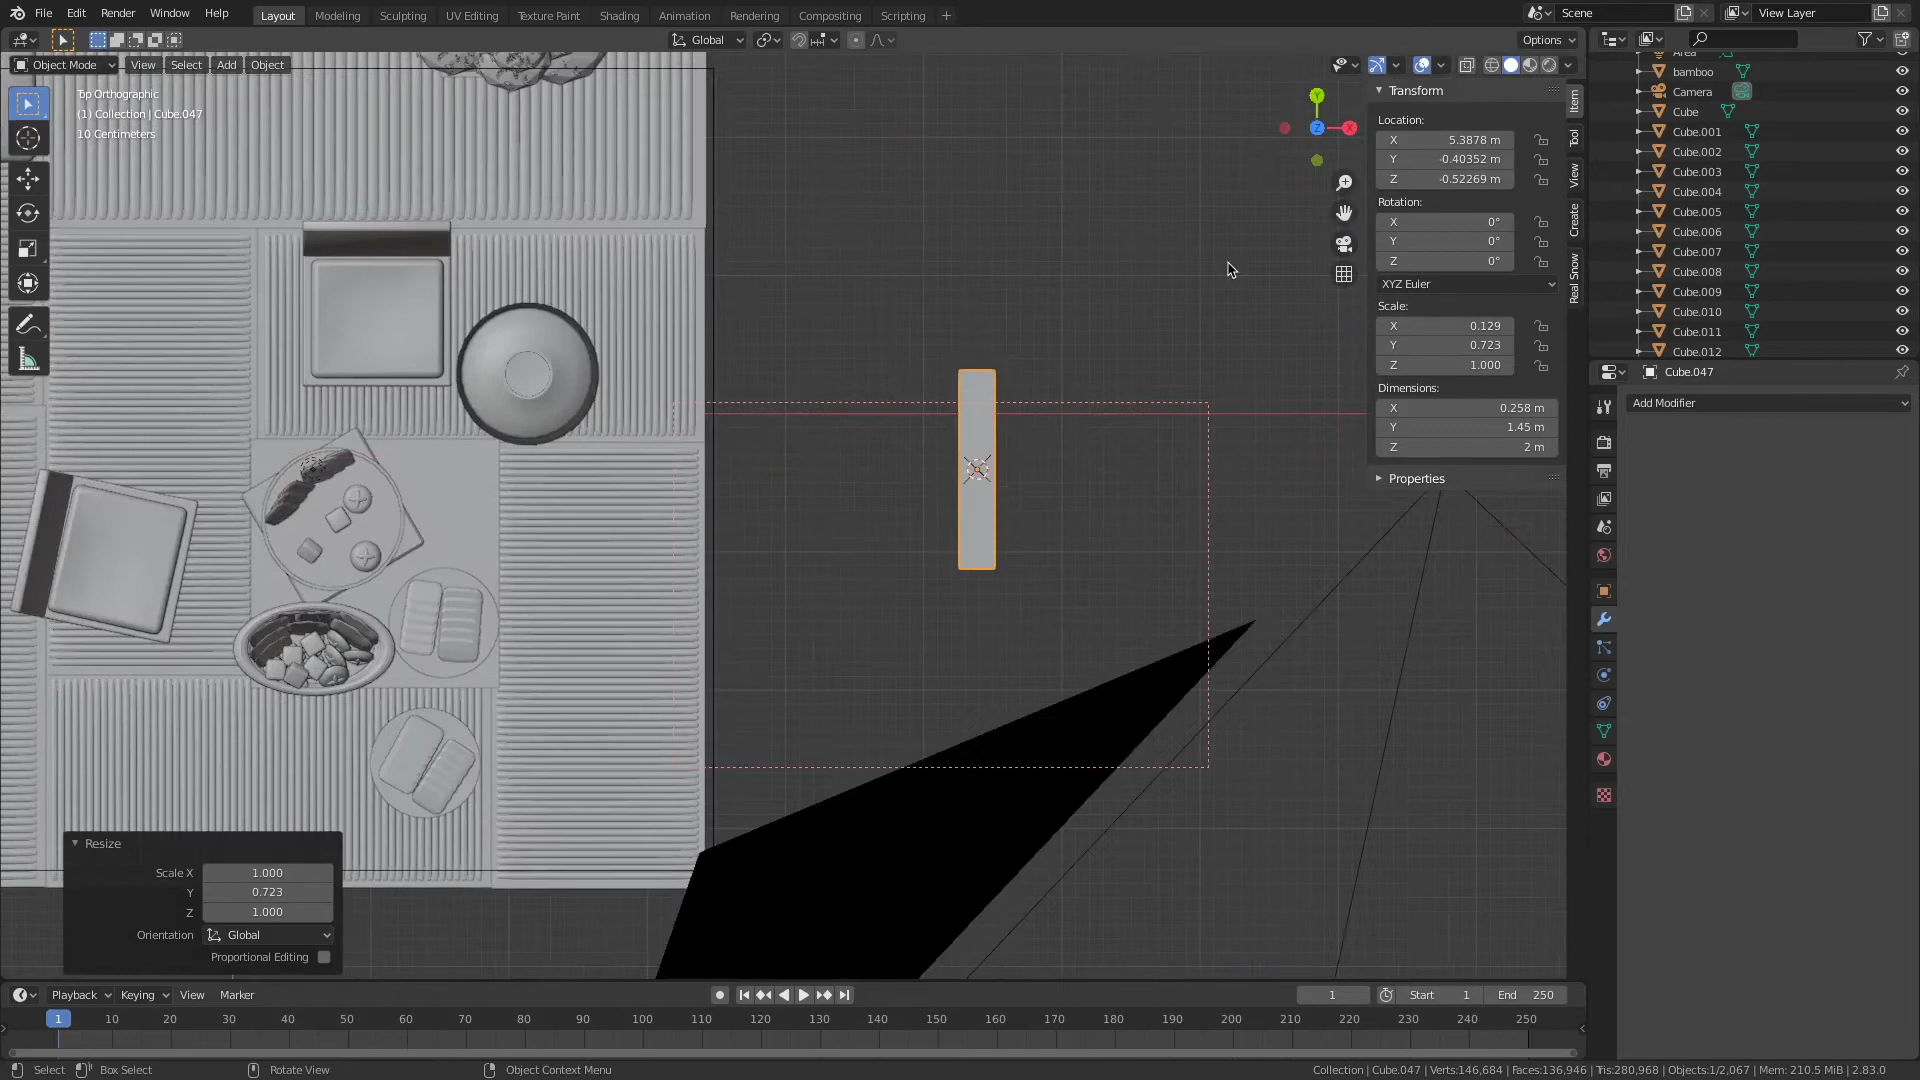 File Edit Render Window Help
Layout Modeling Sculpting UV Editing Texture Paint Shading Animation Rendering Compositing Scripting +
Scene
View Layer
Global
Options
Object Mode View Select Add Object
Top Orthographic
(1) Collection | Cube.047
10 Centimeters
Y
Z
X
Transform
Location:
X 5.3878 m
Y -0.40352 m
Z -0.52269 m
Rotation:
X 0°
Y 0°
Z 0°
XYZ Euler
Scale:
X 0.129
Y 0.723
Z 1.000
Dimensions:
X 0.258 m
Y 1.45 m
Z 2 m
Properties
Item
Tool
View
Create
Real Snow
Area
bamboo
Camera
Cube
Cube.001
Cube.002
Cube.003
Cube.004
Cube.005
Cube.006
Cube.007
Cube.008
Cube.009
Cube.010
Cube.011
Cube.012
Cube.047
Add Modifier
Resize
Scale X 1.000
Y 0.723
Z 1.000
Orientation Global
Proportional Editing
Playback Keying View Marker
1
Start 1
End 250
1 10 20 30 40 50 60 70 80 90 100 110 120 130 140 150 160 170 180 190 200 210 220 230 240 250
Select Box Select Rotate View Object Context Menu
Collection | Cube.047 | Verts:146,684 | Faces:136,946 | Tris:280,968 | Objects:1/2,067 | Mem: 210.5 MiB | 2.83.0